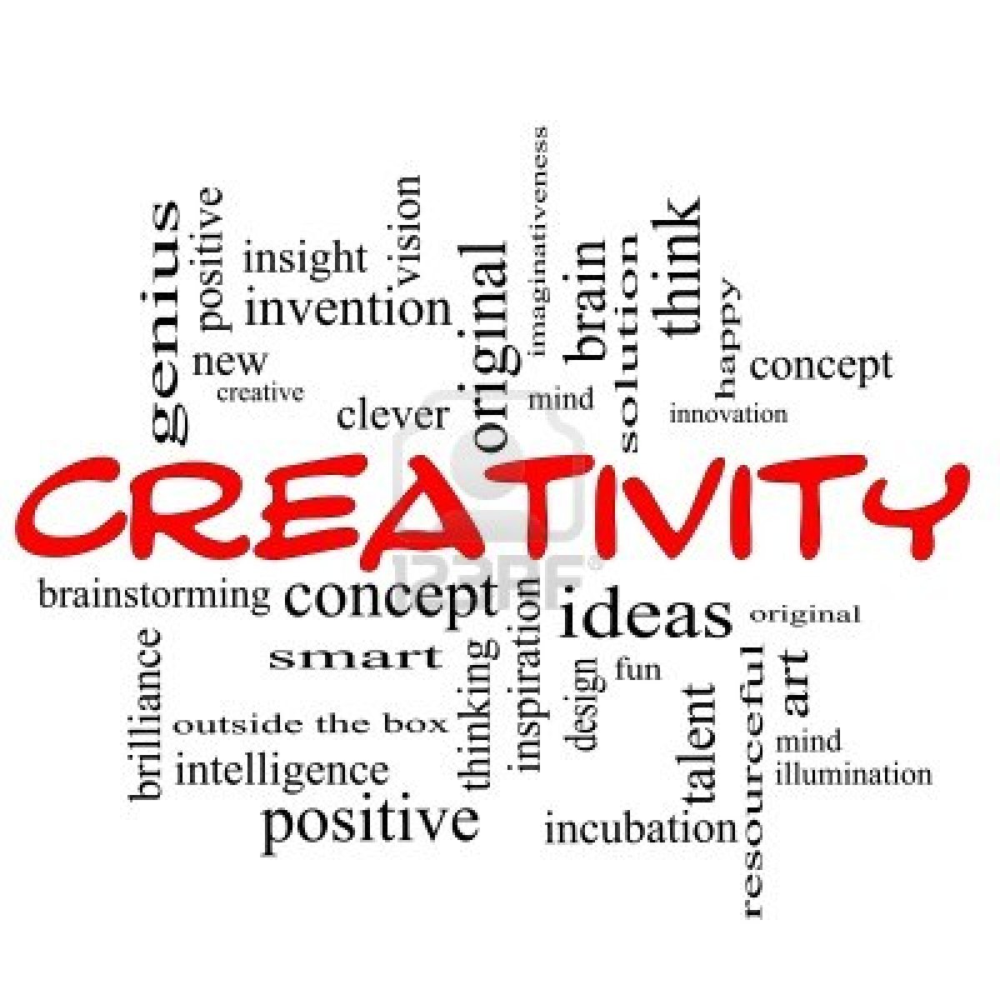 imaginativeness
vision
positive
genius
insight
think
brain
original
solution
invention
happy
new
concept
creative
mind
clever
innovation
CREATIVITY
123RF
brainstorming
concept
inspiration
ideas
original
brilliance
smart
thinking
design
fun
resourceful
art
talent
outside the box
mind
intelligence
illumination
positive
incubation